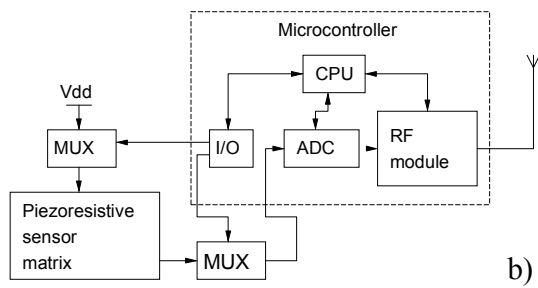 Microcontroller
CPU
Vdd
MUX
I/O
ADC
RF
module
Piezoresistive
sensor
matrix
MUX
b)